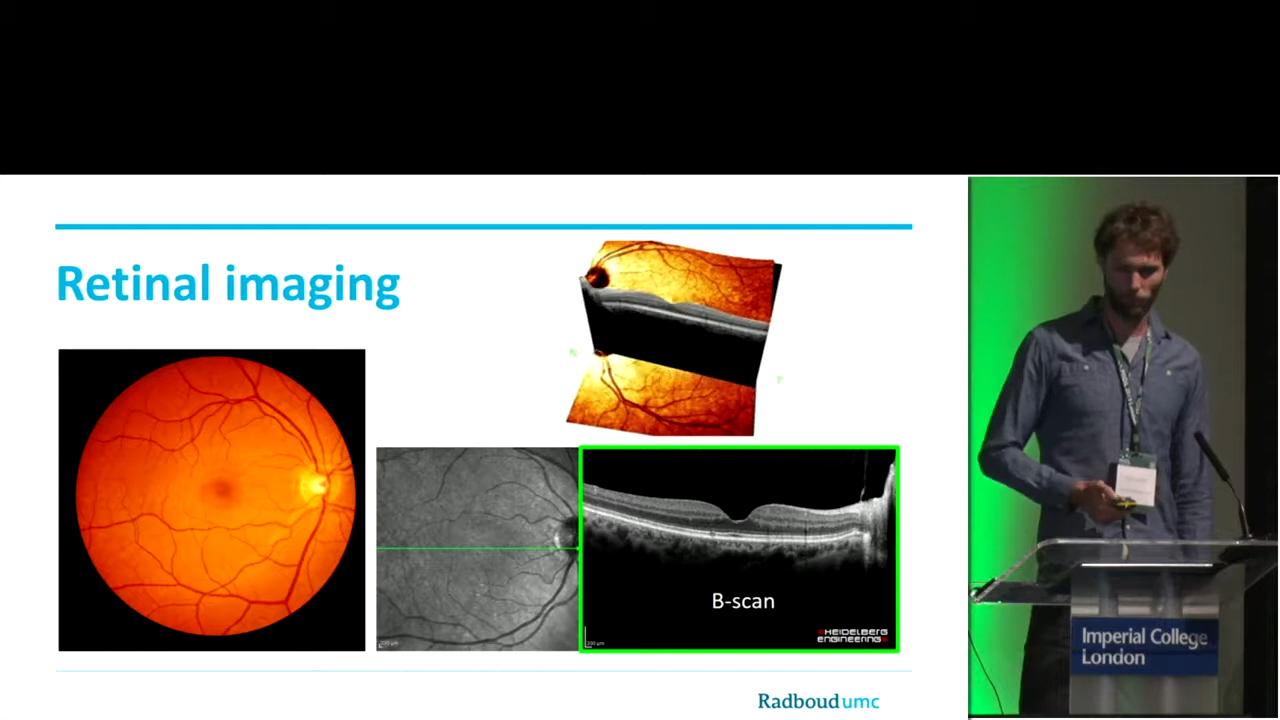 Retinal imaging
B-scan
HEIDELBERG
ENGINEERING
Radboudumc
Imperial College
London